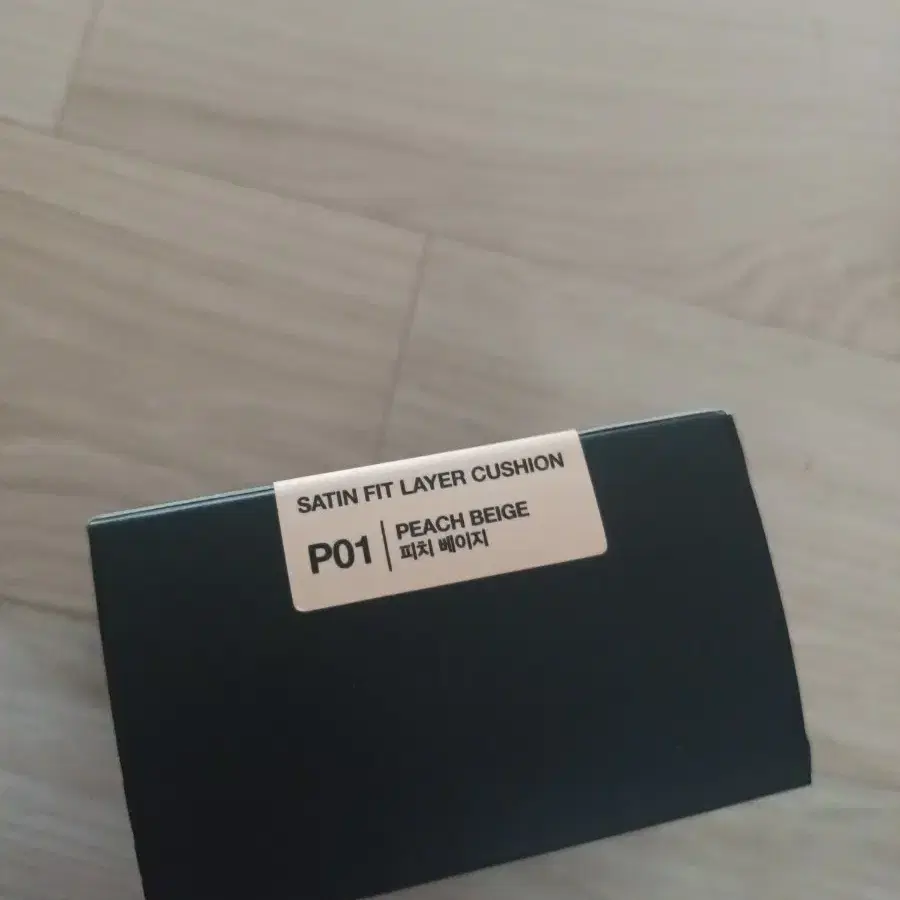 SATIN FIT LAYER CUSHION
P01
PEACH BEIGE
피치 베이지